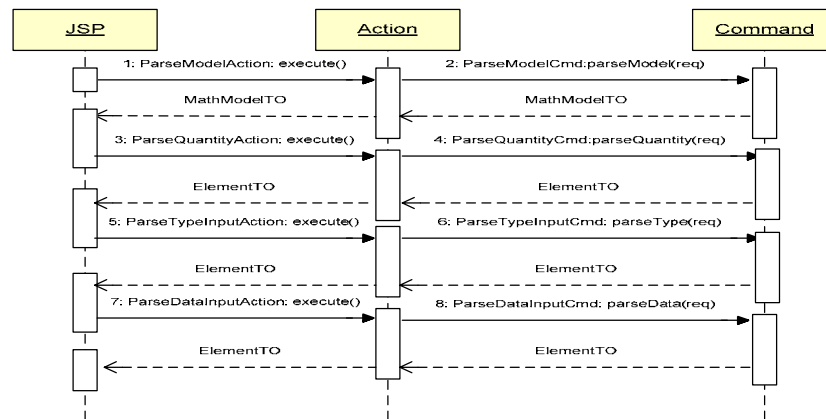 JSP
Action
Command
1: ParseModelAction: execute()
2: ParseModelCmd:parseModel(req)
MathModelTO
MathModelTO
3: ParseQuantityAction: execute()
4: ParseQuantityCmd:parseQuantity(req)
ElementTO
ElementTO
5: ParseTypeInputAction: execute()
6: ParseTypeInputCmd: parseType(req)
ElementTO
ElementTO
7: ParseDataInputAction: execute()
8: ParseDataInputCmd: parseData(req)
ElementTO
ElementTO